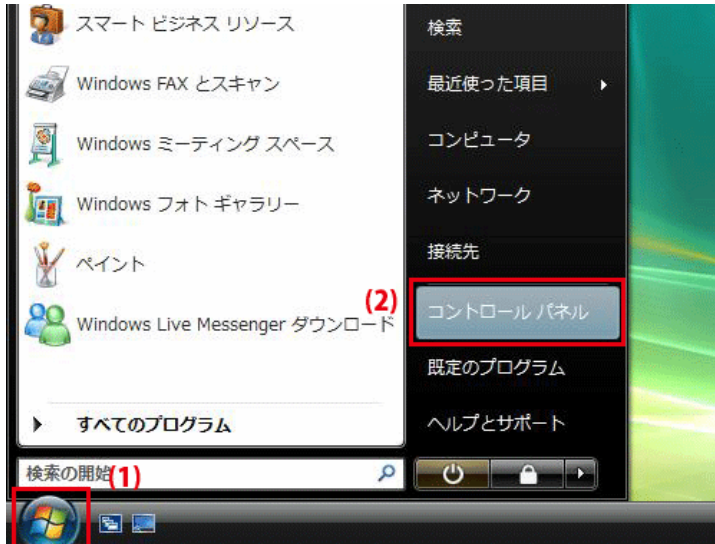 スマート ビジネス リソース
Windows FAX とスキャン
Windows ミーティング スペース
Windows フォト ギャラリー
ペイント
Windows Live Messenger ダウンロード
すべてのプログラム
検索の開始
(1)
検索
最近使った項目
コンピュータ
ネットワーク
接続先
(2)
コントロール パネル
既定のプログラム
ヘルプとサポート